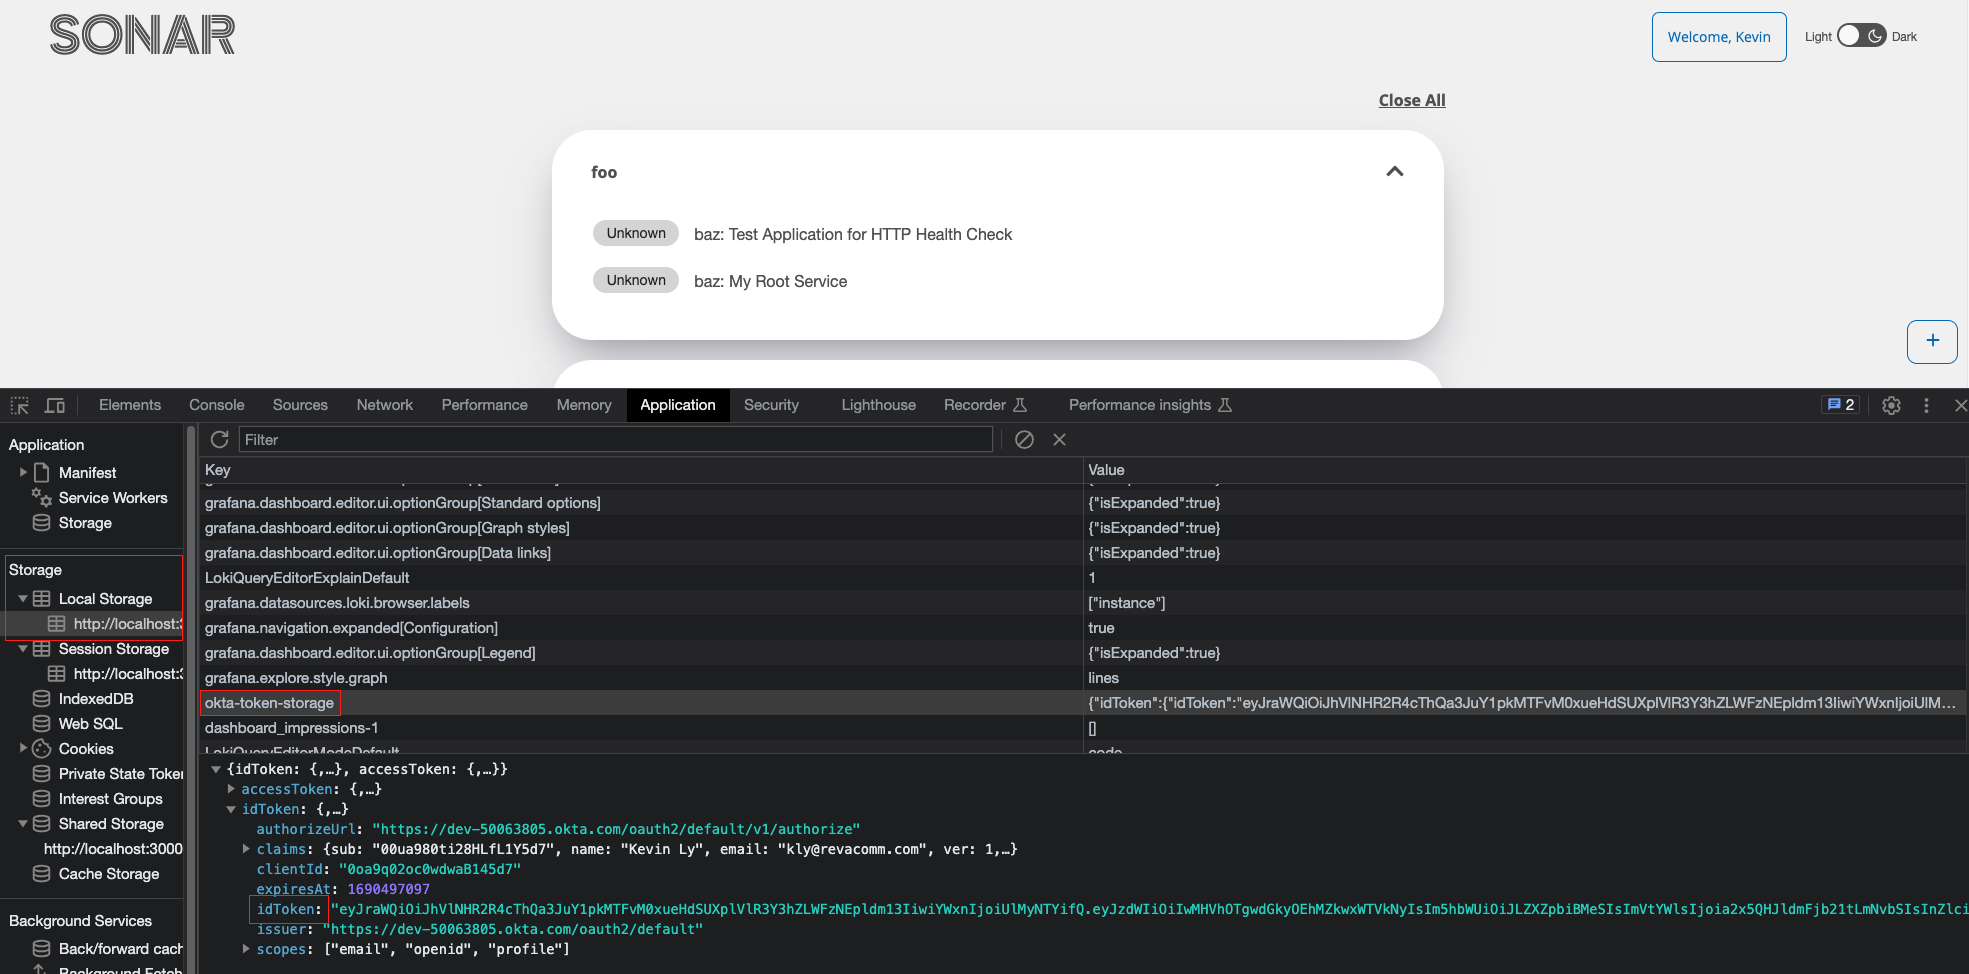 SONAR
Welcome, Kevin
Light
Dark
Close All
foo
Unknown
baz: Test Application for HTTP Health Check
Unknown
baz: My Root Service
+
Elements
Console
Sources
Network
Performance
Memory
Application
Security
Lighthouse
Recorder
Performance insights
2
Application
Manifest
Service Workers
Storage
Storage
Local Storage
http://localhost:3
Session Storage
http://localhost:3
IndexedDB
Web SQL
Cookies
Private State Toker
Interest Groups
Shared Storage
http://localhost:3000
Cache Storage
Background Services
Back/forward cach
Background Fetch
Filter
Key Value
grafana.dashboard.editor.ui.optionGroup[Standard options] {"isExpanded":true}
grafana.dashboard.editor.ui.optionGroup[Graph styles] {"isExpanded":true}
grafana.dashboard.editor.ui.optionGroup[Data links] {"isExpanded":true}
LokiQueryEditorExplainDefault 1
grafana.datasources.loki.browser.labels ["instance"]
grafana.navigation.expanded[Configuration] true
grafana.dashboard.editor.ui.optionGroup[Legend] {"isExpanded":true}
grafana.explore.style.graph lines
okta-token-storage {"idToken":{"idToken":"
dashboard_impressions-1 []
LokiQueryEditorModeDefault code
{idToken: {,…}, accessToken: {,…}}
accessToken: {,…}
idToken: {,…}
authorizeUrl: "https://dev-50063805.okta.com/oauth2/default/v1/authorize"
claims: {sub: "00ua980ti28HLfL1Y5d7", name: "Kevin Ly", email: "kly@revacomm.com", ver: 1,…}
clientId: "0oa9q02oc0wdwaB145d7"
expiresAt: 1690497097
idToken:
issuer: "https://dev-50063805.okta.com/oauth2/default"
scopes: ["email", "openid", "profile"]